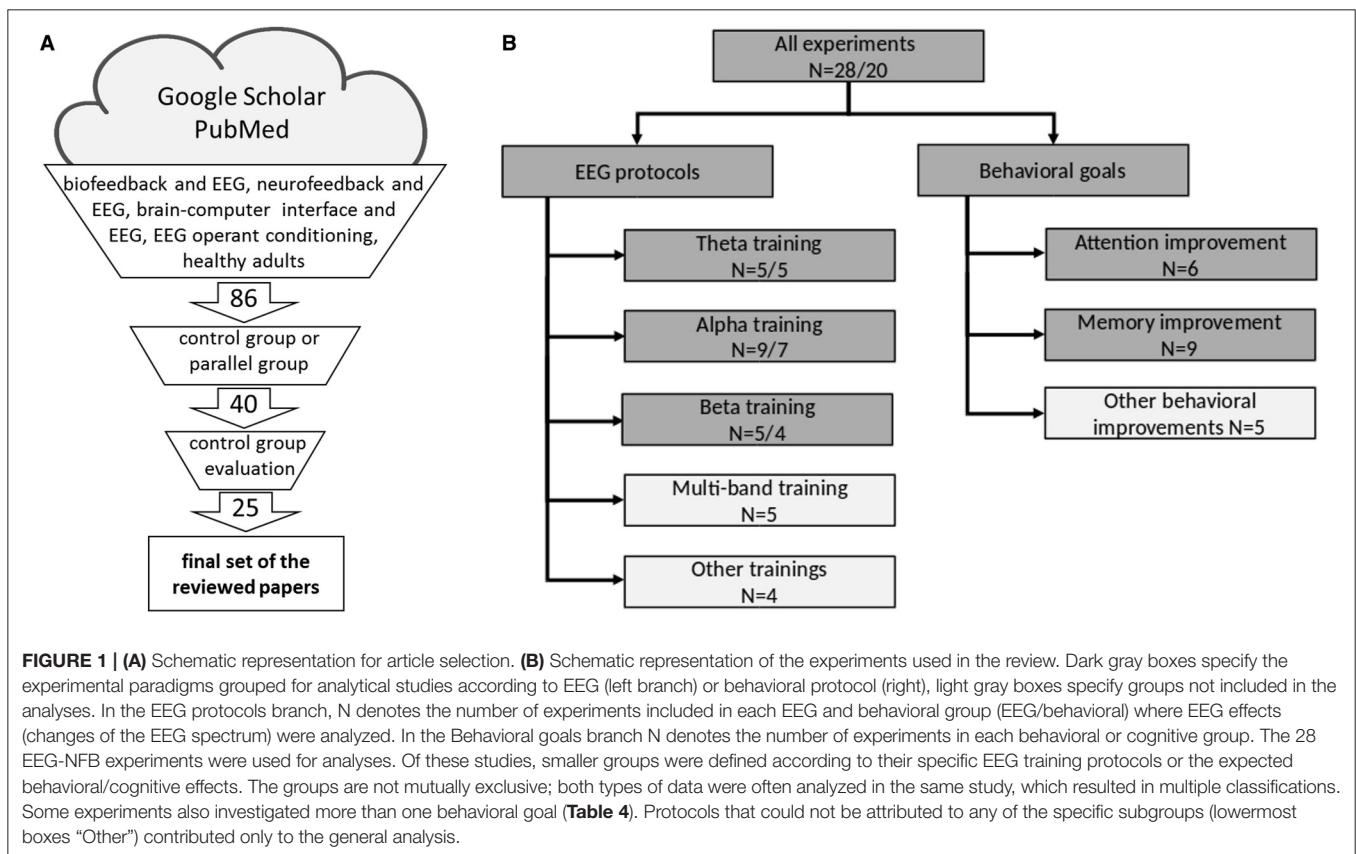 A
Google Scholar
PubMed
biofeedback and EEG, neurofeedback and
EEG, brain-computer interface and
EEG, EEG operant conditioning,
healthy adults
86
control group or
parallel group
40
control group
evaluation
25
final set of the
reviewed papers
B
All experiments
N=28/20
EEG protocols
Theta training
N=5/5
Alpha training
N=9/7
Beta training
N=5/4
Multi-band training
N=5
Other trainings
N=4
Behavioral goals
Attention improvement
N=6
Memory improvement
N=9
Other behavioral
improvements N=5
FIGURE 1 | (A) Schematic representation for article selection. (B) Schematic representation of the experiments used in the review. Dark gray boxes specify the
experimental paradigms grouped for analytical studies according to EEG (left branch) or behavioral protocol (right), light gray boxes specify groups not included in the
analyses. In the EEG protocols branch, N denotes the number of experiments included in each EEG and behavioral group (EEG/behavioral) where EEG effects
(changes of the EEG spectrum) were analyzed. In the Behavioral goals branch N denotes the number of experiments in each behavioral or cognitive group. The 28
EEG-NFB experiments were used for analyses. Of these studies, smaller groups were defined according to their specific EEG training protocols or the expected
behavioral/cognitive effects. The groups are not mutually exclusive; both types of data were often analyzed in the same study, which resulted in multiple classifications.
Some experiments also investigated more than one behavioral goal (Table 4). Protocols that could not be attributed to any of the specific subgroups (lowermost
boxes “Other”) contributed only to the general analysis.